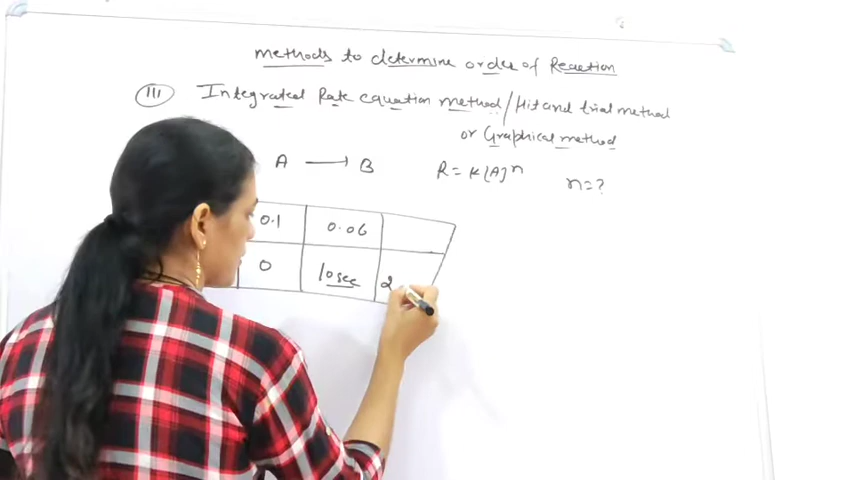 methods to determine order of Reaction
III Integrated Rate equation method/Hit and trial method
or Graphical method
A → B R = K[A]ⁿ n=?
0.1 0.06
0 10 sec 2